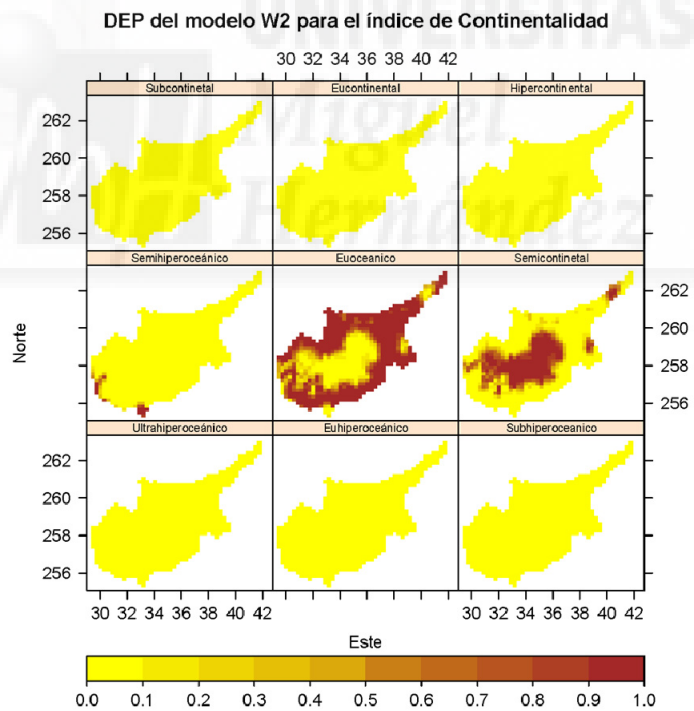 UNIVERSITAS
Miguel
Hernández
DEP del modelo W2 para el índice de Continentalidad
30 32 34 36 38 40 42
Subcontinetal Eucontinental Hipercontinental
262
260
258
256
Semihiperoceánico Euoceanico Semicontinetal
262
260
258
256
Norte
Ultrahiperoceánico Euhiperoceánico Subhiperoceanico
262
260
258
256
30 32 34 36 38 40 42 30 32 34 36 38 40 42
Este
0.0 0.1 0.2 0.3 0.4 0.5 0.6 0.7 0.8 0.9 1.0